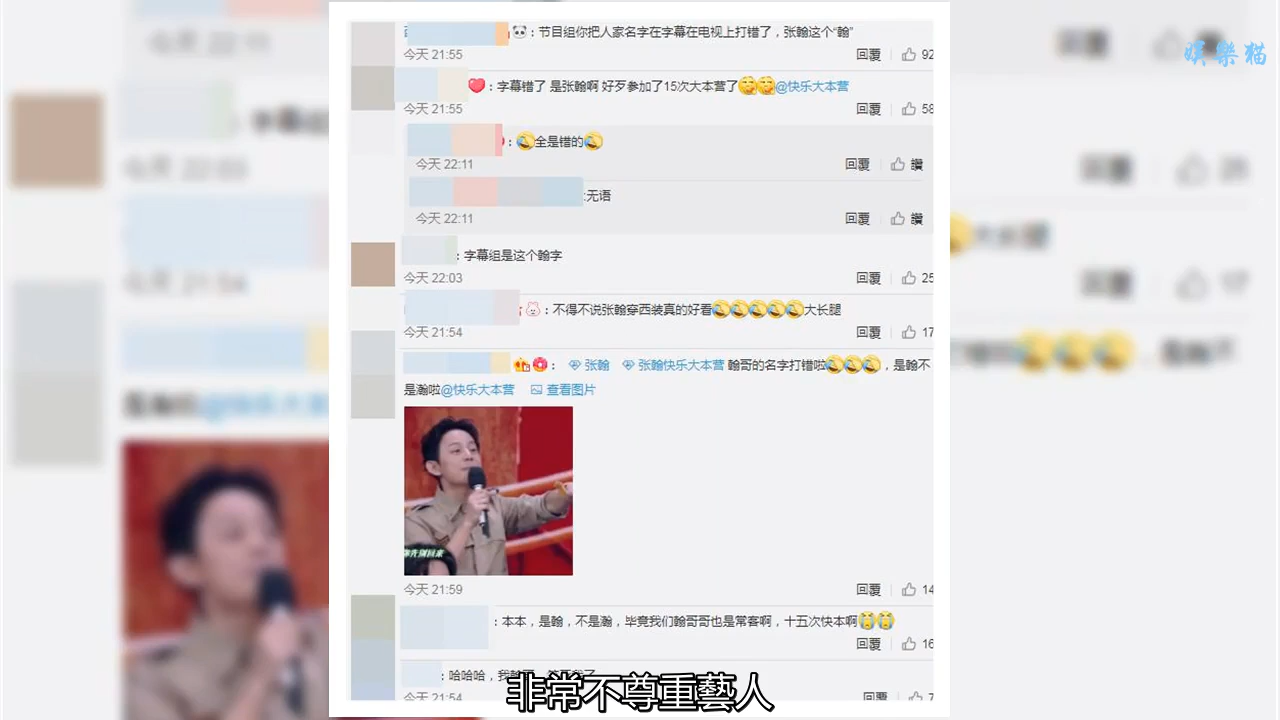 ：节目组你把人家名字在字幕在电视上打错了，张翰这个“翰”
今天 21:55
回覆
92
娱樂猫
：字幕错了 是张翰啊 好歹参加了15次大本营了@快乐大本营
今天 21:55
回覆
58
：全是错的
今天 22:11
回覆
讚
:无语
今天 22:11
回覆
讚
：字幕组是这个翰字
今天 22:03
回覆
25
：不得不说张翰穿西装真的好看大长腿
今天 21:54
回覆
17
： 张翰 张翰快乐大本营 翰哥的名字打错啦，是翰不
是瀚啦@快乐大本营 查看图片
今天 21:59
回覆
14
：本本，是翰，不是瀚，毕竟我们翰哥哥也是常客啊，十五次快本啊
回覆
16
：哈哈哈，我
今天 21:54
回覆
7
非常不尊重藝人